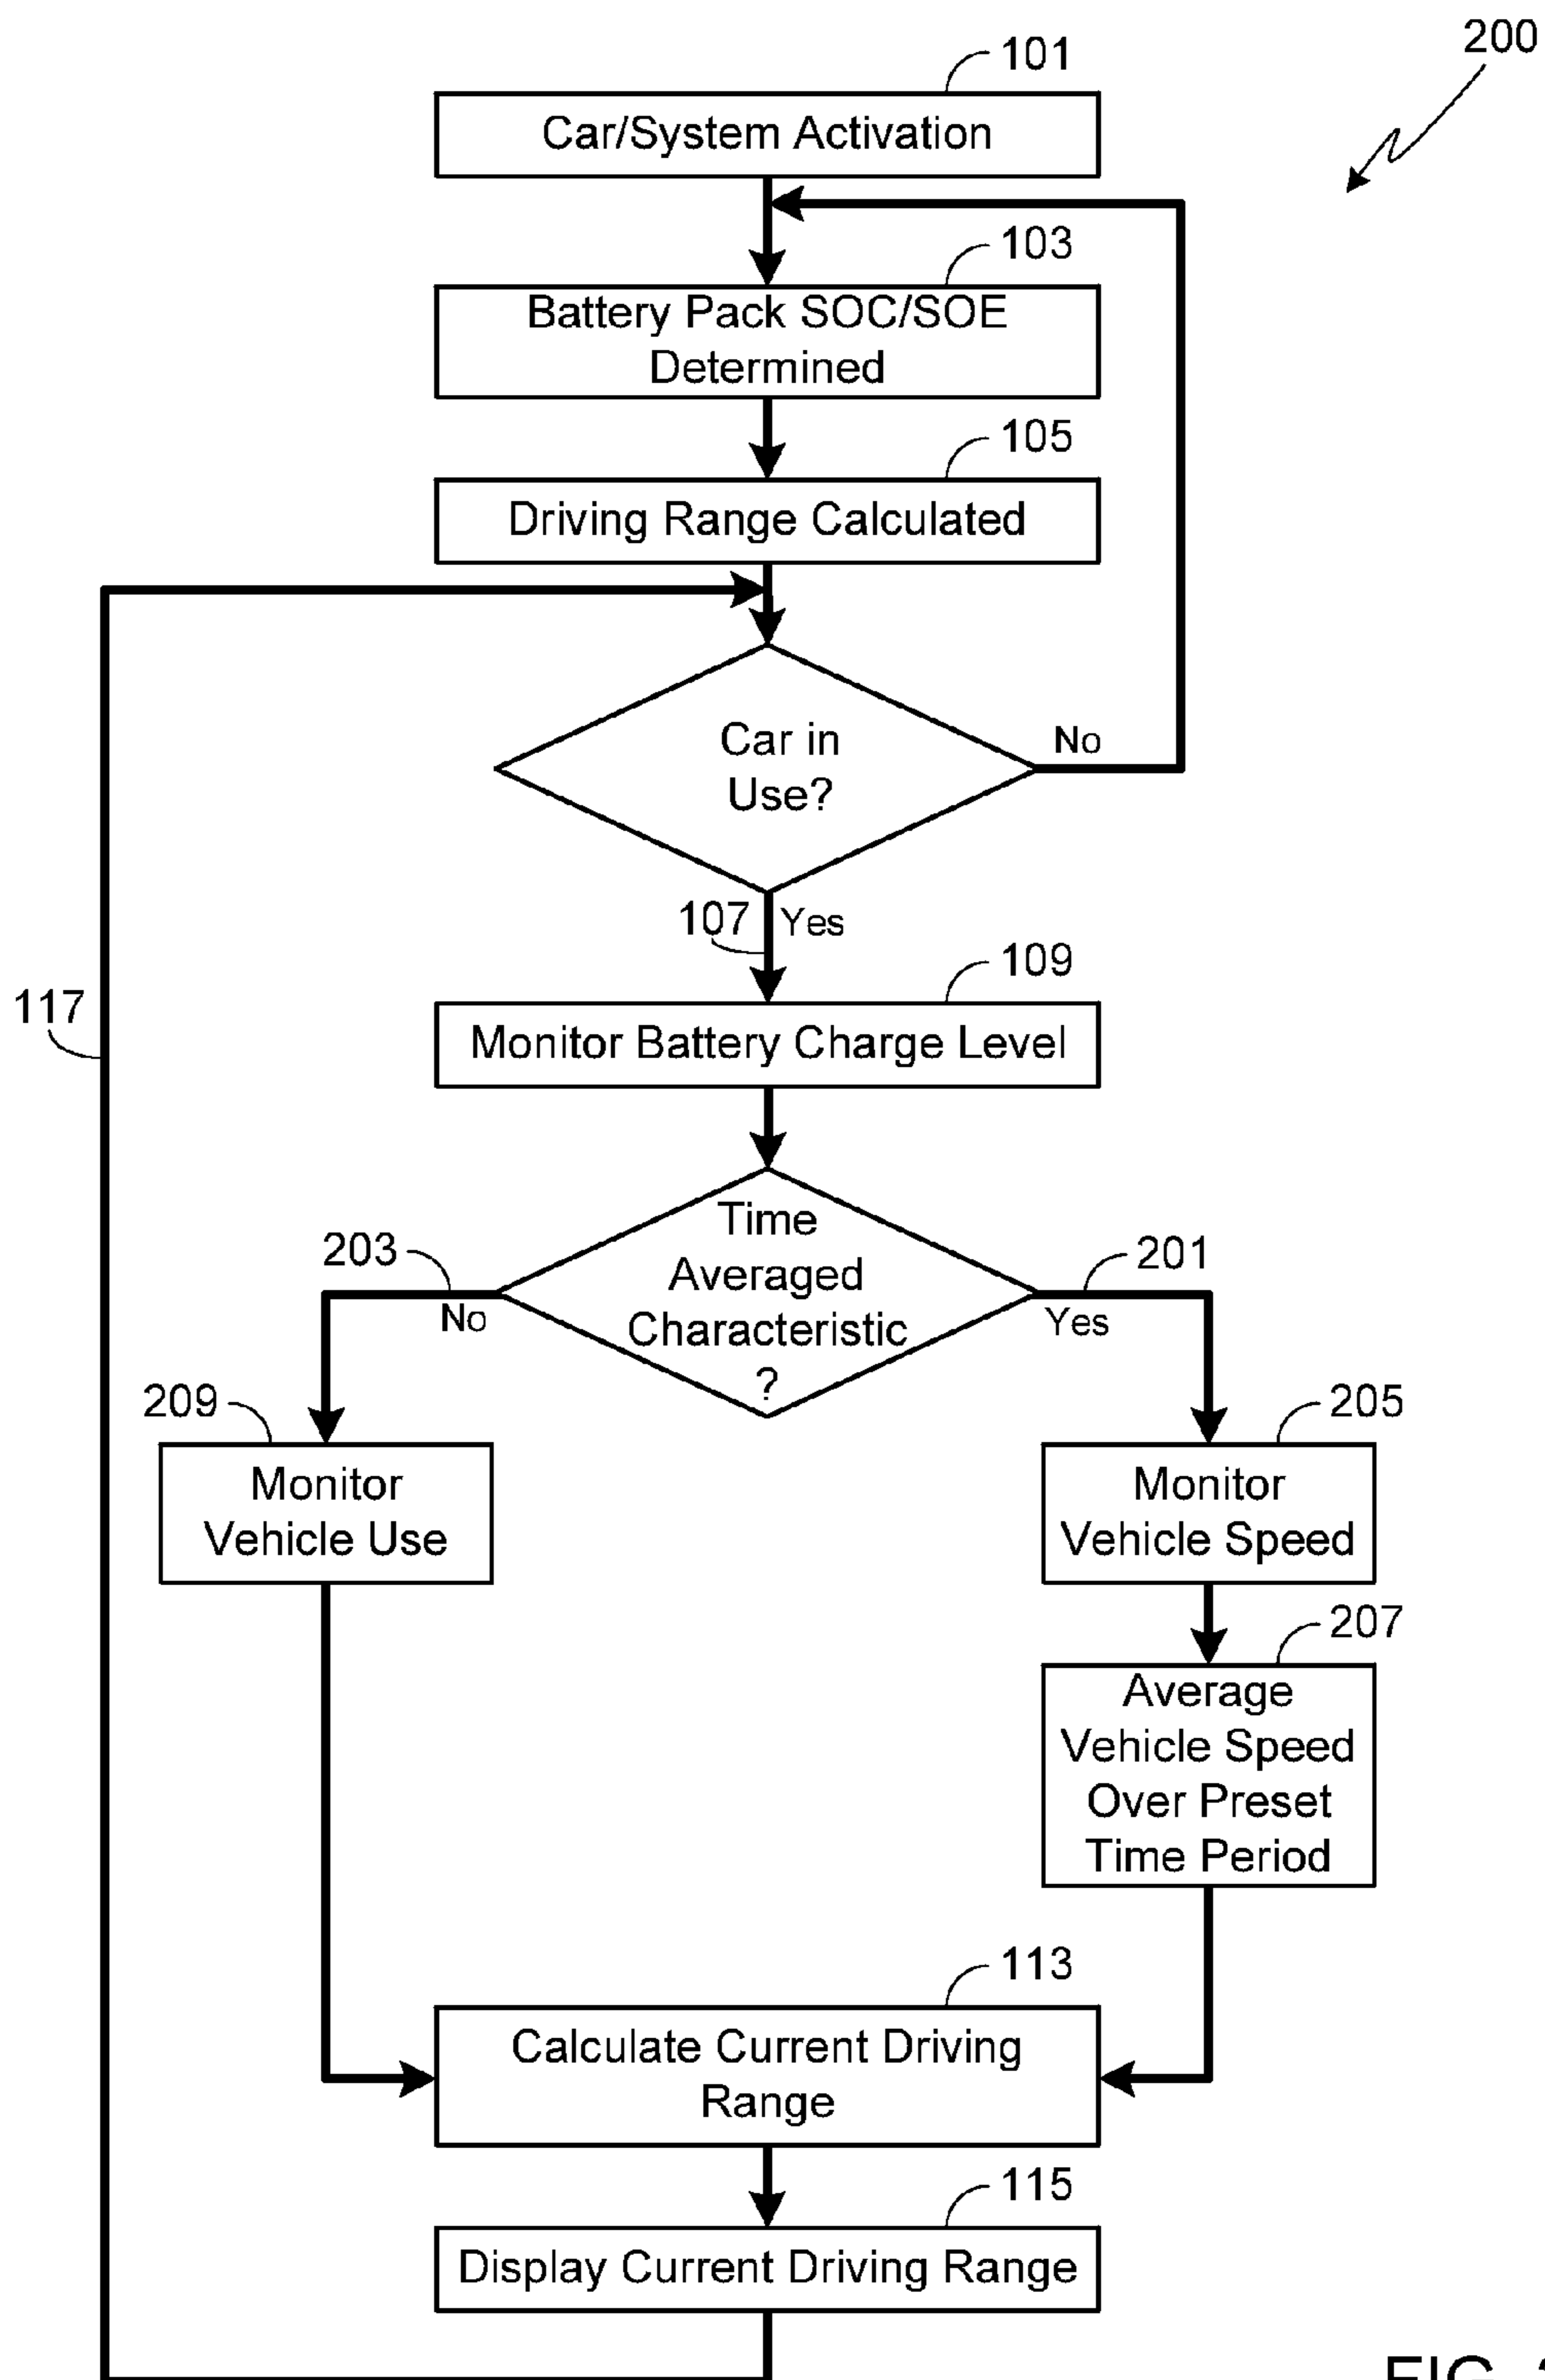 200
101
Car/System Activation
103
Battery Pack SOC/SOE
Determined
105
Driving Range Calculated
Car in
Use?
No
107
Yes
109
Monitor Battery Charge Level
117
Time
Averaged
Characteristic
?
203
No
201
Yes
209
Monitor
Vehicle Use
205
Monitor
Vehicle Speed
207
Average
Vehicle Speed
Over Preset
Time Period
113
Calculate Current Driving
Range
115
Display Current Driving Range
FIG.